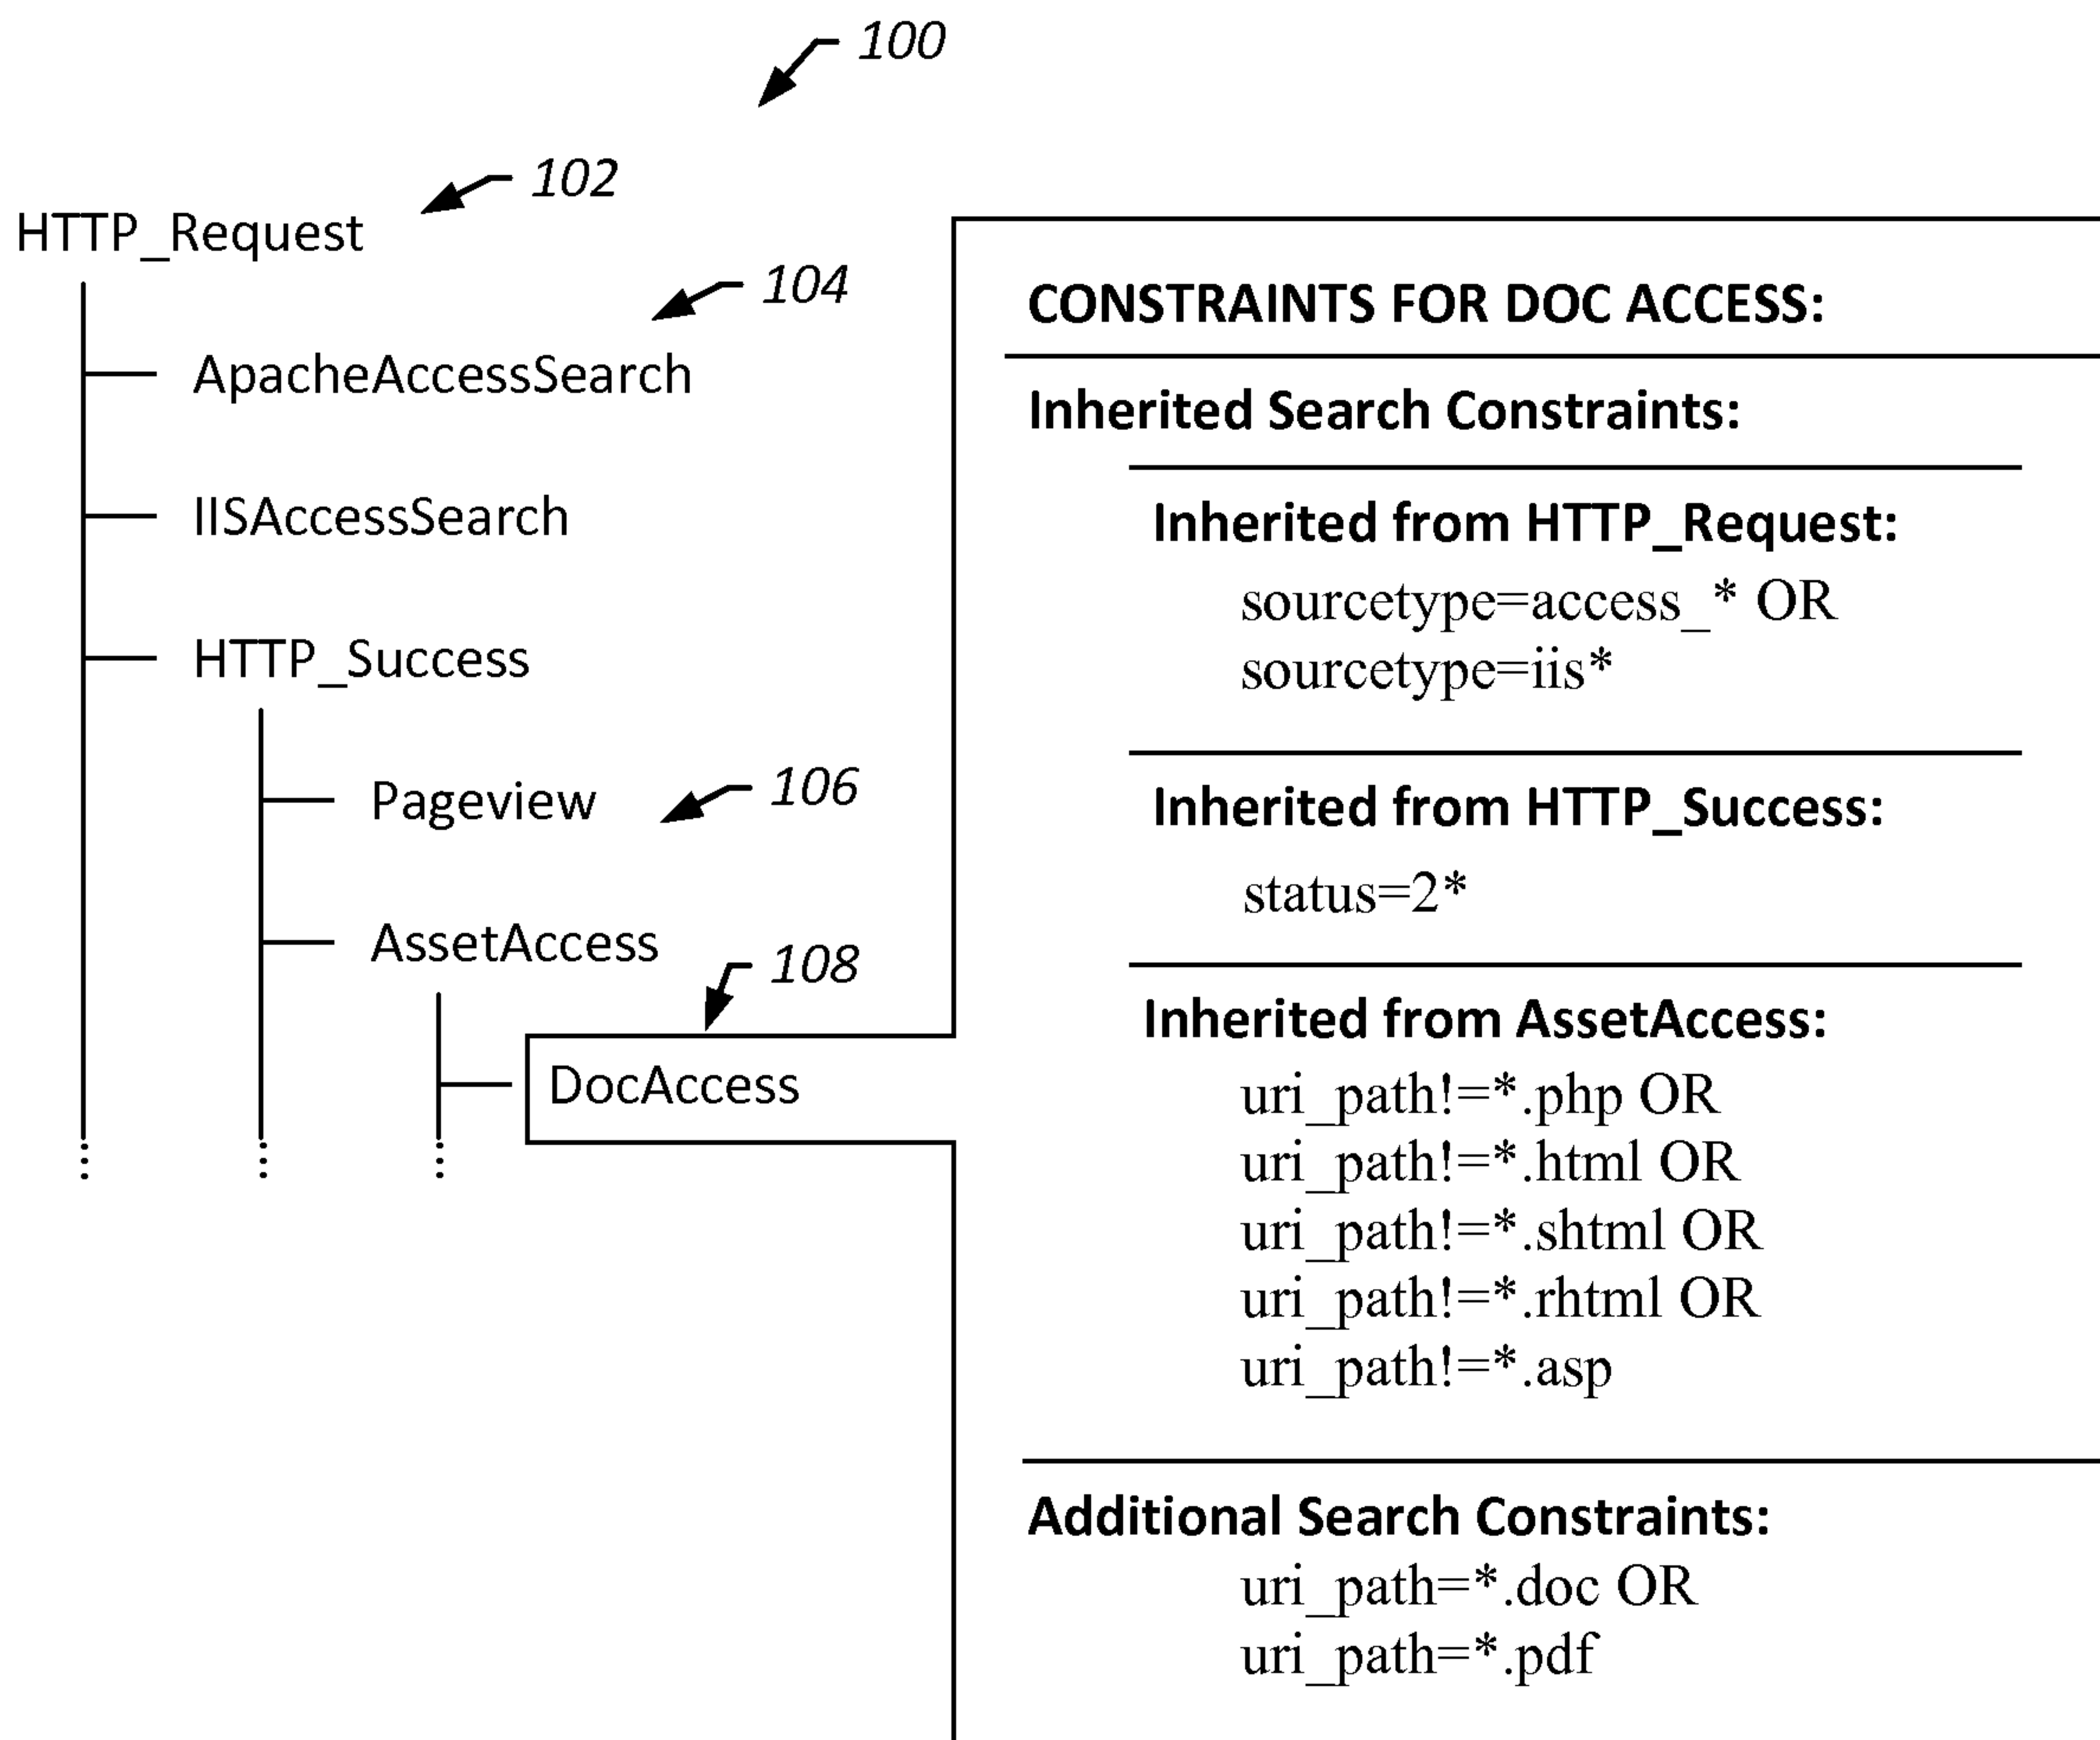 100
102
HTTP_Request
104
ApacheAccessSearch
IISAccessSearch
HTTP_Success
Pageview
106
AssetAccess
108
DocAccess
CONSTRAINTS FOR DOC ACCESS:
Inherited Search Constraints:
Inherited from HTTP_Request:
sourcetype=access_* OR
sourcetype=iis*
Inherited from HTTP_Success:
status=2*
Inherited from AssetAccess:
uri_path!=*.php OR
uri_path!=*.html OR
uri_path!=*.shtml OR
uri_path!=*.rhtml OR
uri_path!=*.asp
Additional Search Constraints:
uri_path=*.doc OR
uri_path=*.pdf